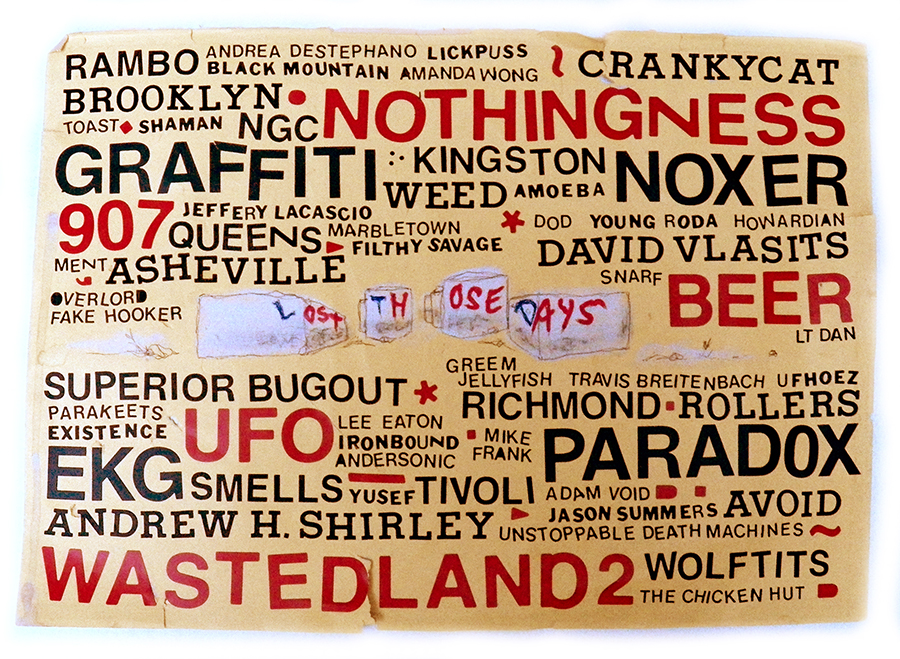 RAMBO ANDREA DESTEPHANO LICKPUSS
BLACK MOUNTAIN AMANDA WONG
CRANKYCAT
BROOKLYN NOTHINGNESS
TOAST SHAMAN NGC
GRAFFITI KINGSTON NOXER
WEED AMOEBA
907 JEFFERY LACASCIO
QUEENS MARBLETOWN
FILTHY SAVAGE
DOD YOUNG RODA HOWARDIAN
DAVID VLASITS
MENT ASHEVILLE
SNARF BEER
OVERLORD
FAKE HOOKER
LOST THOSE DAYS
LT DAN
SUPERIOR BUGOUT
GREEM
JELLYFISH TRAVIS BREITENBACH UFHOEZ
RICHMOND ROLLERS
PARAKEETS
EXISTENCE
UFO LEE EATON
IRONBOUND
ANDERSONIC
MIKE
FRANK
PARADOX
EKG SMELLS YUSEF TIVOLI
ADAM VOID
JASON SUMMERS AVOID
ANDREW H. SHIRLEY
UNSTOPPABLE DEATH MACHINES
WASTEDLAND2 WOLFTITS
THE CHICKEN HUT